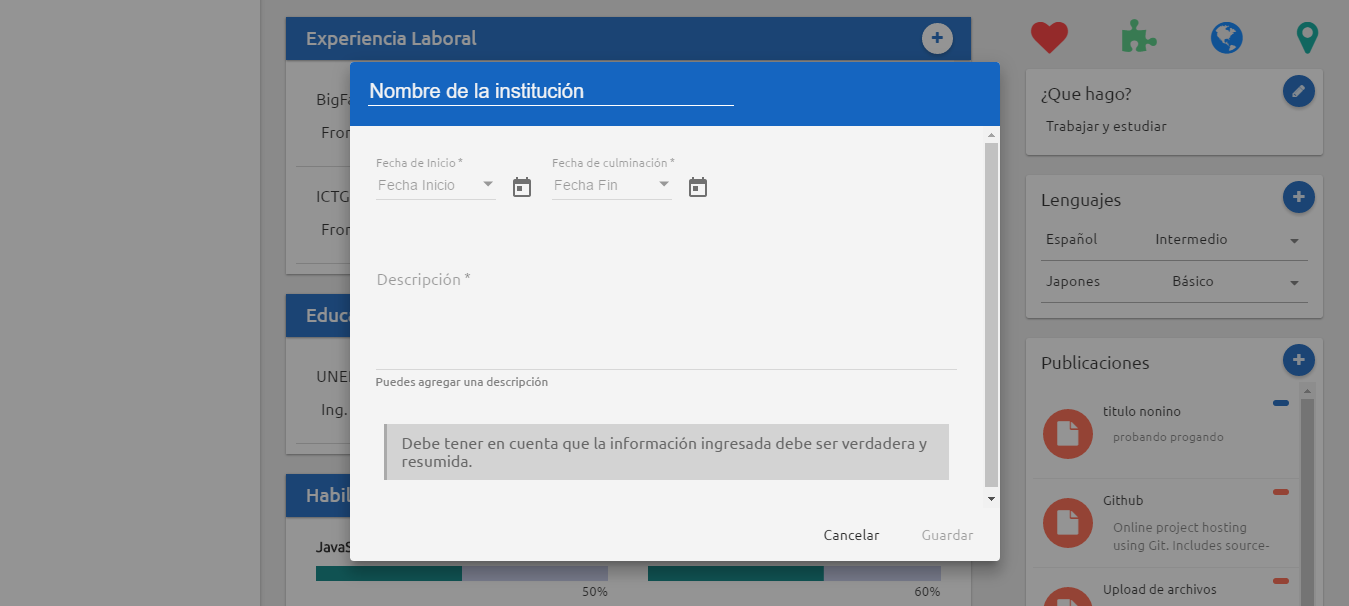 Experiencia Laboral
BigFa
Fror
ICTG
Fror
Educa
UNE
Ing.
Habil
JavaS
50%
60%
Nombre de la institución
Fecha de Inicio *
Fecha de culminación *
Fecha Inicio
Fecha Fin
Descripción *
Puedes agregar una descripción
Debe tener en cuenta que la información ingresada debe ser verdadera y
resumida.
Cancelar
Guardar
¿Que hago?
Trabajar y estudiar
Lenguajes
Español
Intermedio
Japones
Básico
Publicaciones
titulo nonino
probando progando
Github
Online project hosting
using Git. Includes source-
Upload de archivos